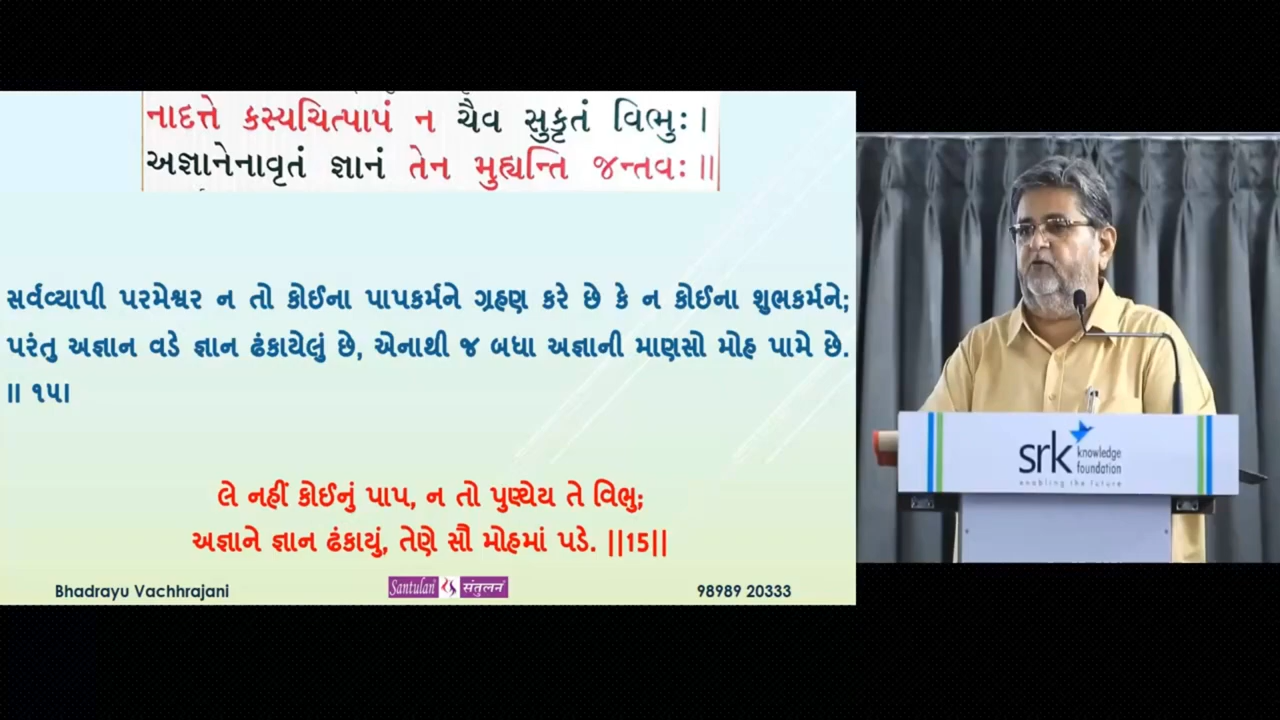 નાદત્તે કસ્યચિત્પાપં ન ચૈવ સુકૃતં વિભુઃ।
અજ્ઞાનેનાવૃતં જ્ઞાનં તેન મુહ્યન્તિ જન્તવઃ॥
સર્વવ્યાપી પરમેશ્વર ન તો કોઈના પાપકર્મને ગ્રહણ કરે છે કે ન કોઈના શુભકર્મને;
પરંતુ અજ્ઞાન વડે જ્ઞાન ઢંકાયેલું છે, એનાથી જ બધા અજ્ઞાની માણસો મોહ પામે છે.
॥ ૧૫।
લે નહીં કોઈનું પાપ, ન તો પુણ્યેય તે વિભુ;
અજ્ઞાને જ્ઞાન ઢંકાયું, તેણે સૌ મોહમાં પડે. ||15||
Bhadrayu Vachhrajani
Santulan संतुलन
98989 20333
srk knowledge
foundation
enabling the future